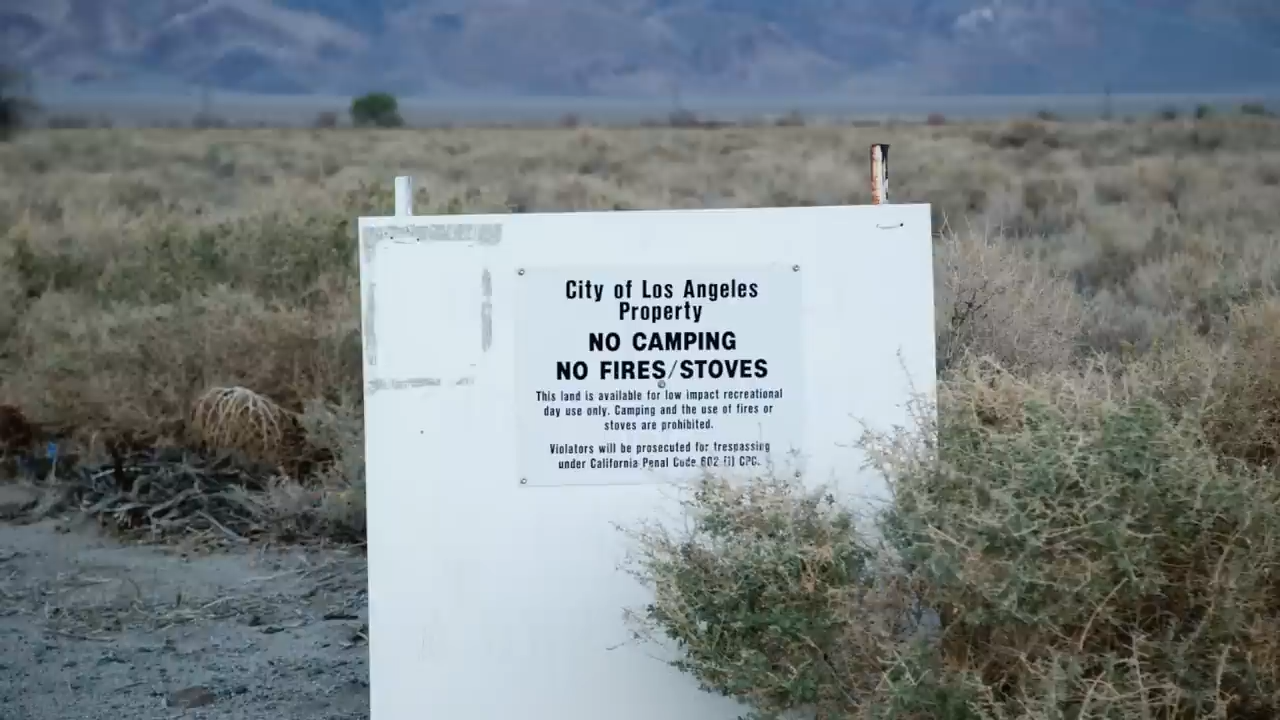 City of Los Angeles
Property
NO CAMPING
NO FIRES/STOVES
This land is available for low impact recreational
day use only. Camping and the use of fires or
stoves are prohibited.
Violators will be prosecuted for trespassing
under California Penal Code 602 (l) CPC.